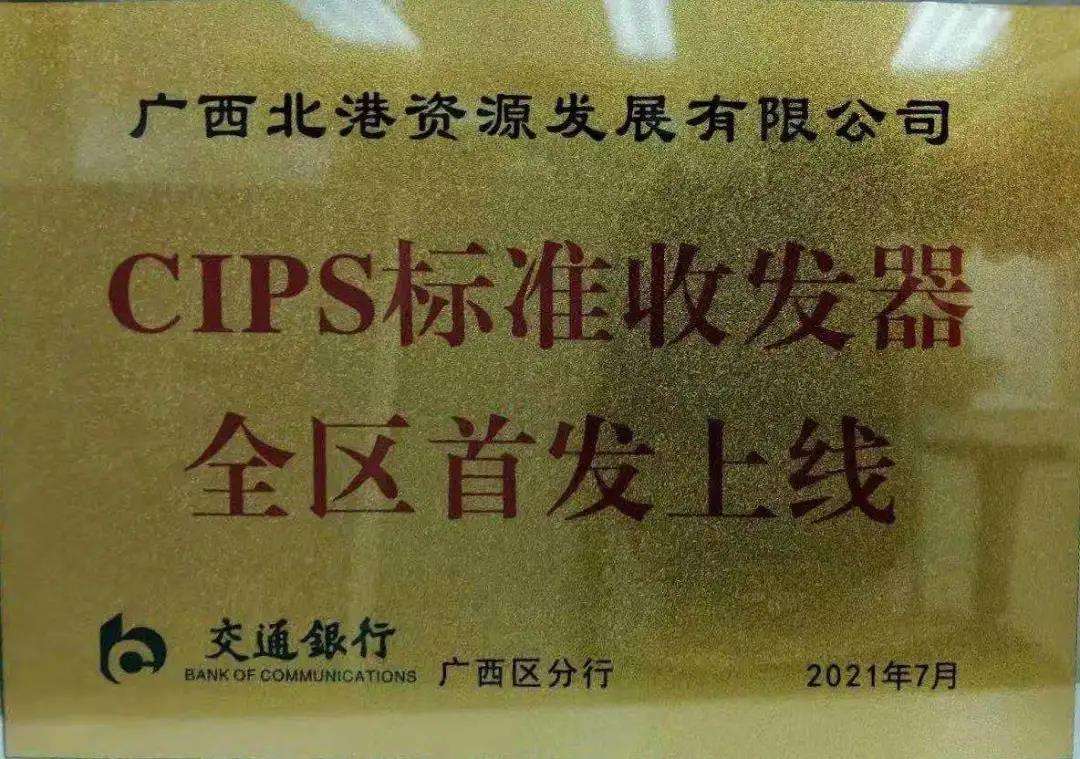 广西北港资源发展有限公司
CIPS标准收发器
全区首发上线
交通銀行
BANK OF COMMUNICATIONS 广西区分行 2021年7月